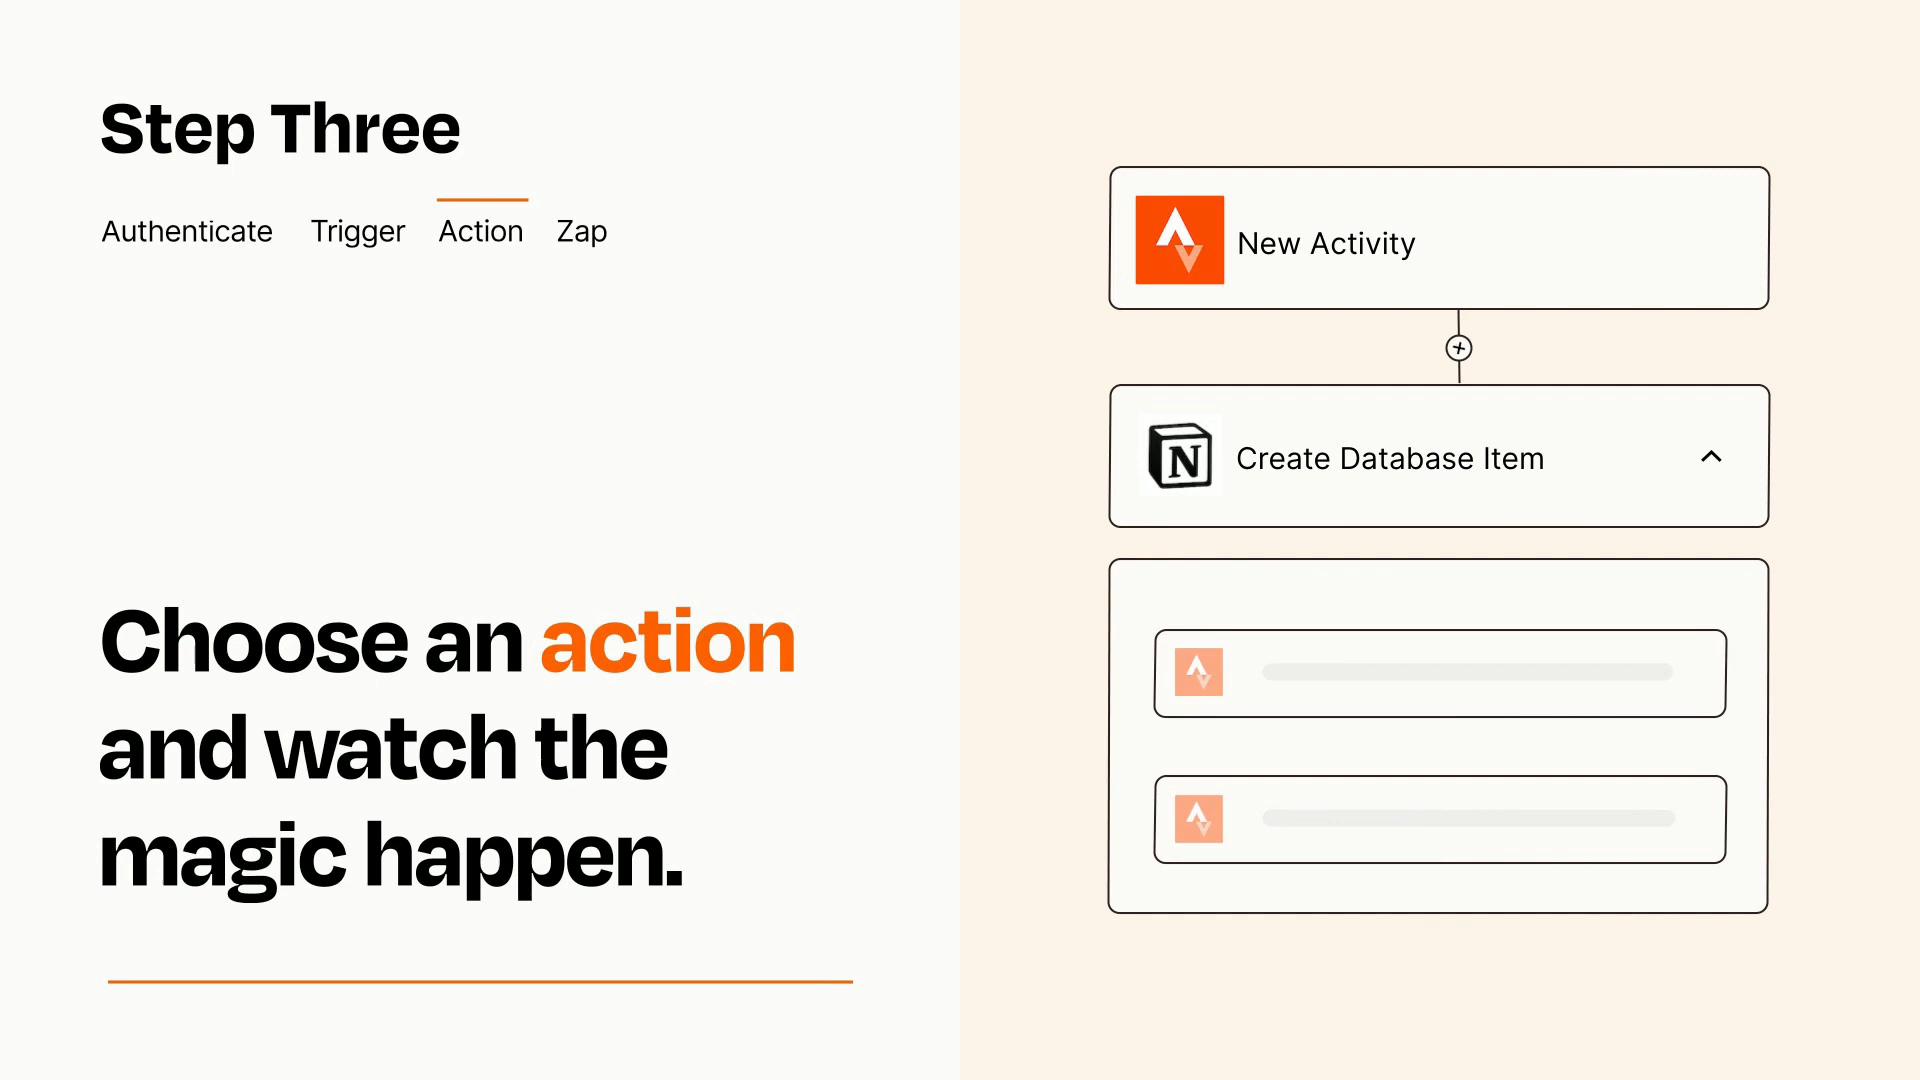 Step Three
Authenticate Trigger Action Zap
Choose an action
and watch the
magic happen.
New Activity
N Create Database Item